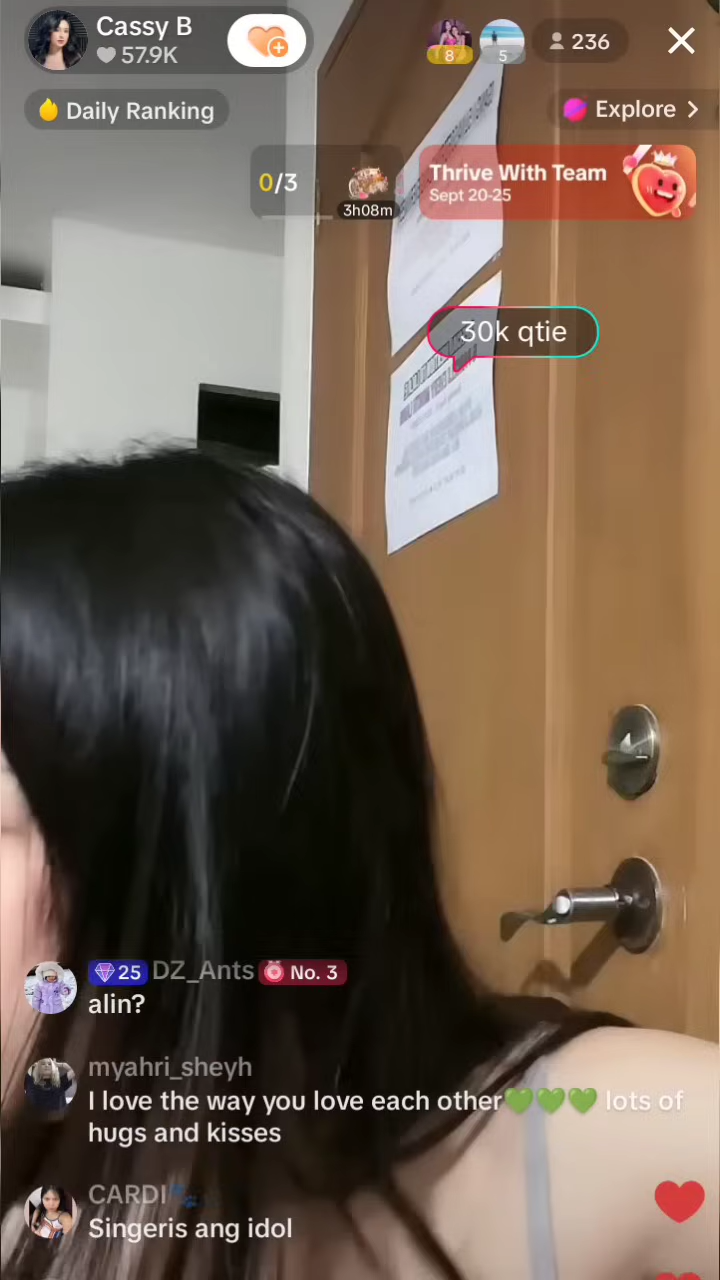 Cassy B
57.9K
8
5
236
Daily Ranking
Explore
0/3
3h08m
Thrive With Team
Sept 20-25
30k qtie
25 DZ_Ants No. 3
alin?
myahri_sheyh
I love the way you love each other💚💚💚 lots of
hugs and kisses
CARDI🐾
Singeris ang idol